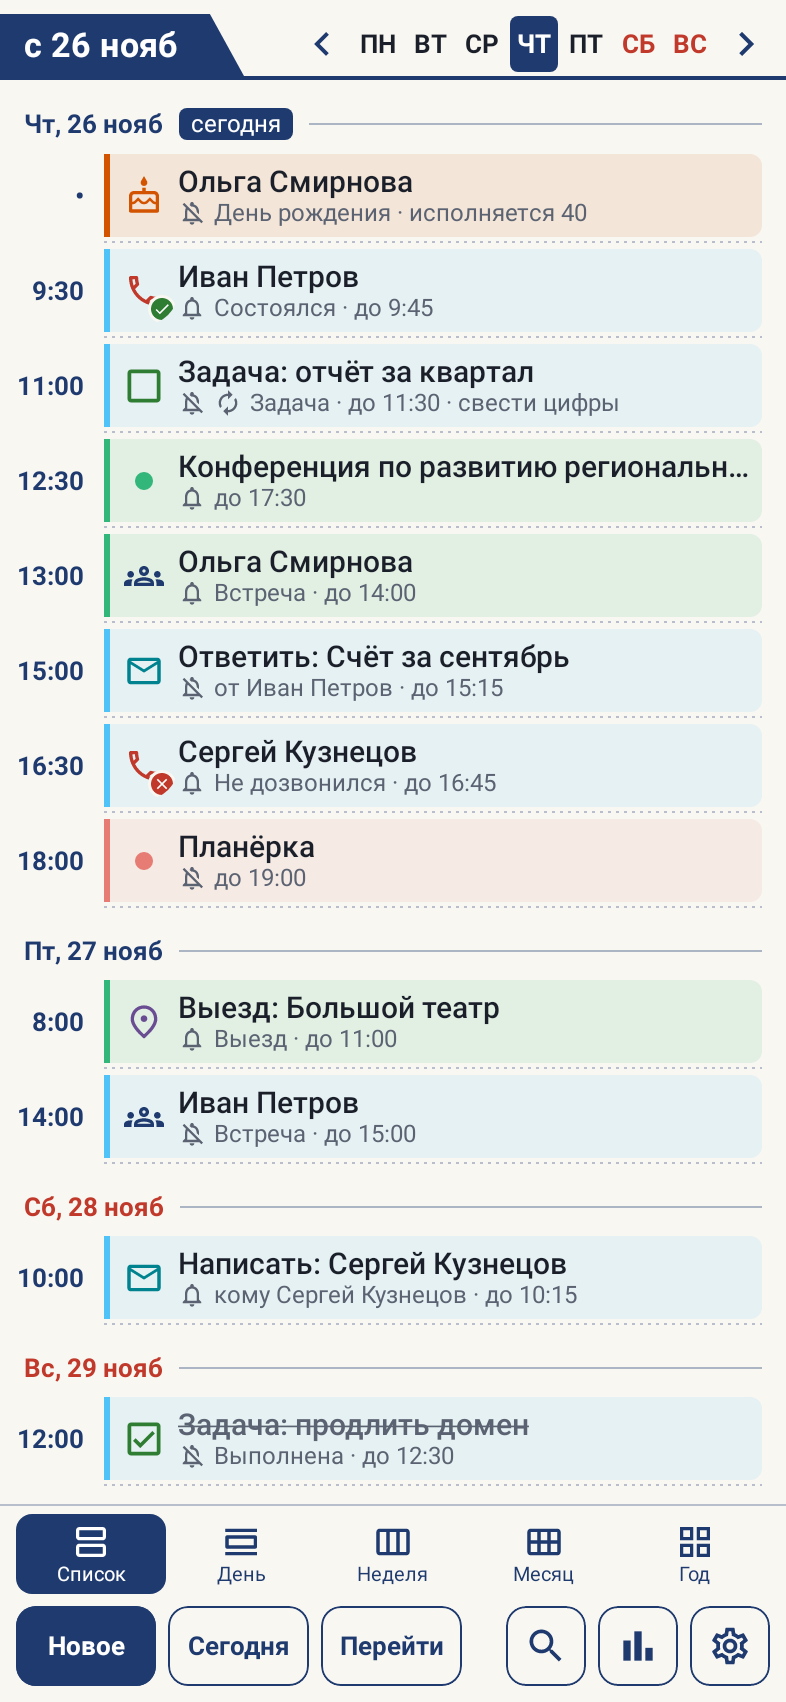 с 26 нояб
ПН ВТ СР ЧТ ПТ СБ ВС
Чт, 26 нояб сегодня
Ольга Смирнова
День рождения · исполняется 40
9:30
Иван Петров
Состоялся · до 9:45
11:00
Задача: отчёт за квартал
Задача · до 11:30 · свести цифры
12:30
Конференция по развитию региональн...
до 17:30
13:00
Ольга Смирнова
Встреча · до 14:00
15:00
Ответить: Счёт за сентябрь
от Иван Петров · до 15:15
16:30
Сергей Кузнецов
Не дозвонился · до 16:45
18:00
Планёрка
до 19:00
Пт, 27 нояб
8:00
Выезд: Большой театр
Выезд · до 11:00
14:00
Иван Петров
Встреча · до 15:00
Сб, 28 нояб
10:00
Написать: Сергей Кузнецов
кому Сергей Кузнецов · до 10:15
Вс, 29 нояб
12:00
Задача: продлить домен
Выполнена · до 12:30
Список День Неделя Месяц Год
Новое Сегодня Перейти